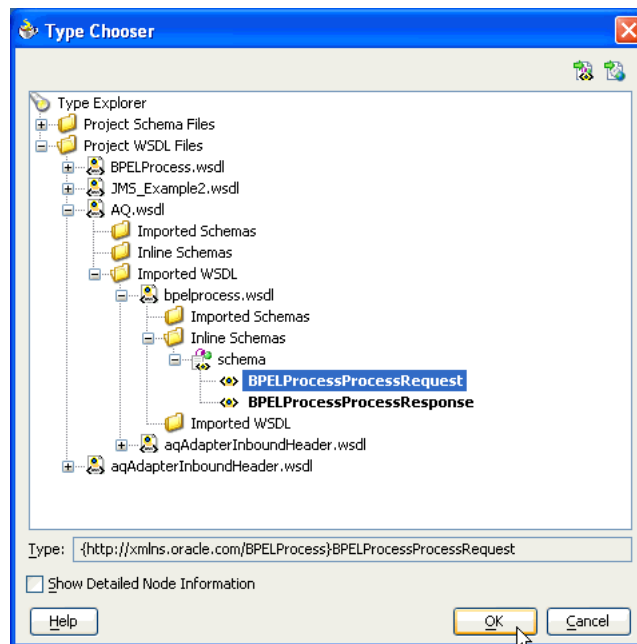 Type Chooser
Type Explorer
Project Schema Files
Project WSDL Files
BPELProcess.wsdl
JMS_Example2.wsdl
AQ.wsdl
Imported Schemas
Inline Schemas
Imported WSDL
bpelprocess.wsdl
Imported Schemas
Inline Schemas
schema
BPELProcessProcessRequest
BPELProcessProcessResponse
Imported WSDL
aqAdapterInboundHeader.wsdl
aqAdapterInboundHeader.wsdl
Type: {http://xmlns.oracle.com/BPELProcess}BPELProcessProcessRequest
Show Detailed Node Information
Help OK Cancel